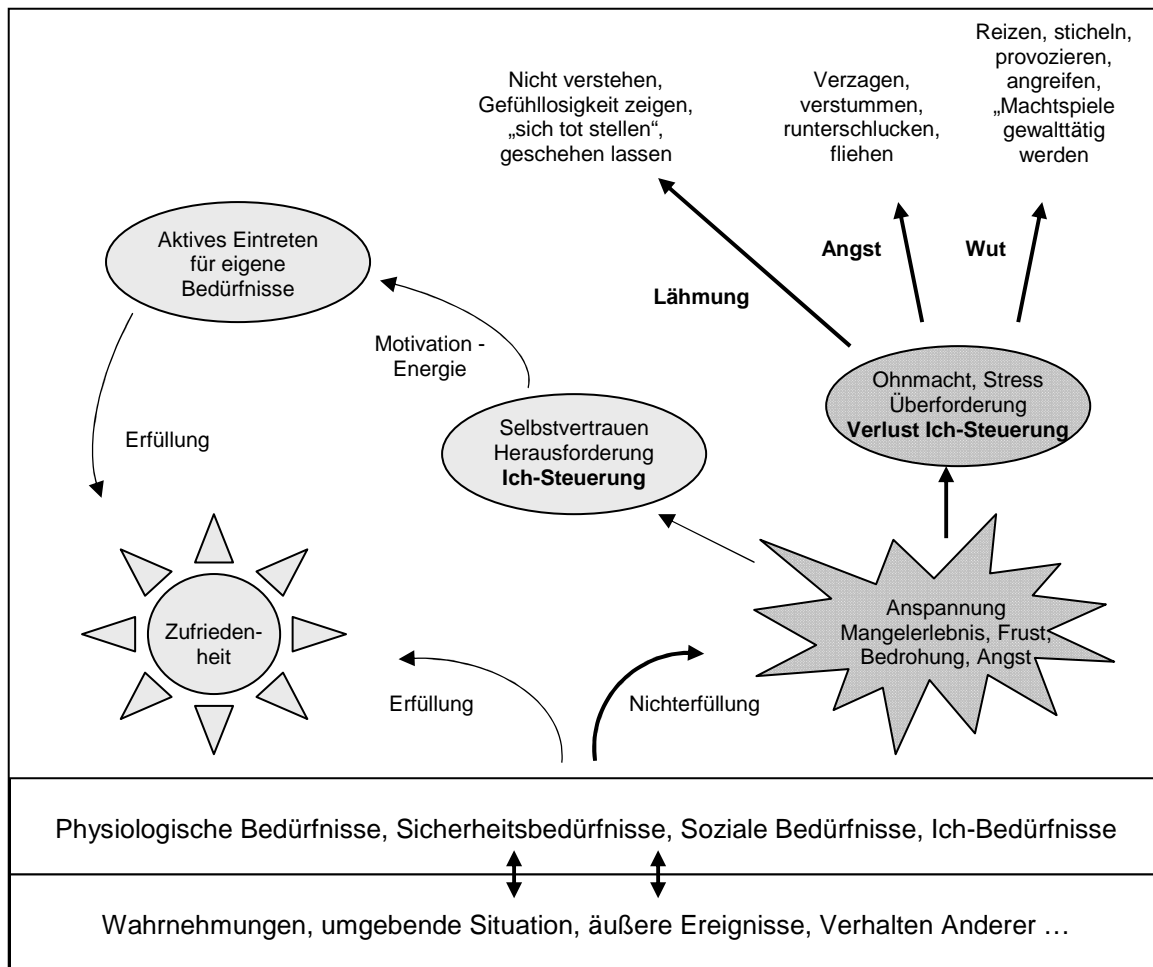 Reizen, sticheln,
provozieren,
angreifen,
„Machtspiele
gewalttätig
werden
Nicht verstehen,
Gefühllosigkeit zeigen,
„sich tot stellen“,
geschehen lassen
Verzagen,
verstummen,
runterschlucken,
fliehen
Aktives Eintreten
für eigene
Bedürfnisse
Angst
Wut
Lähmung
Motivation -
Energie
Ohnmacht, Stress
Überforderung
Verlust Ich-Steuerung
Erfüllung
Selbstvertrauen
Herausforderung
Ich-Steuerung
Zufrieden-
heit
Anspannung
Mangelerlebnis, Frust,
Bedrohung, Angst
Erfüllung
Nichterfüllung
Physiologische Bedürfnisse, Sicherheitsbedürfnisse, Soziale Bedürfnisse, Ich-Bedürfnisse
Wahrnehmungen, umgebende Situation, äußere Ereignisse, Verhalten Anderer …